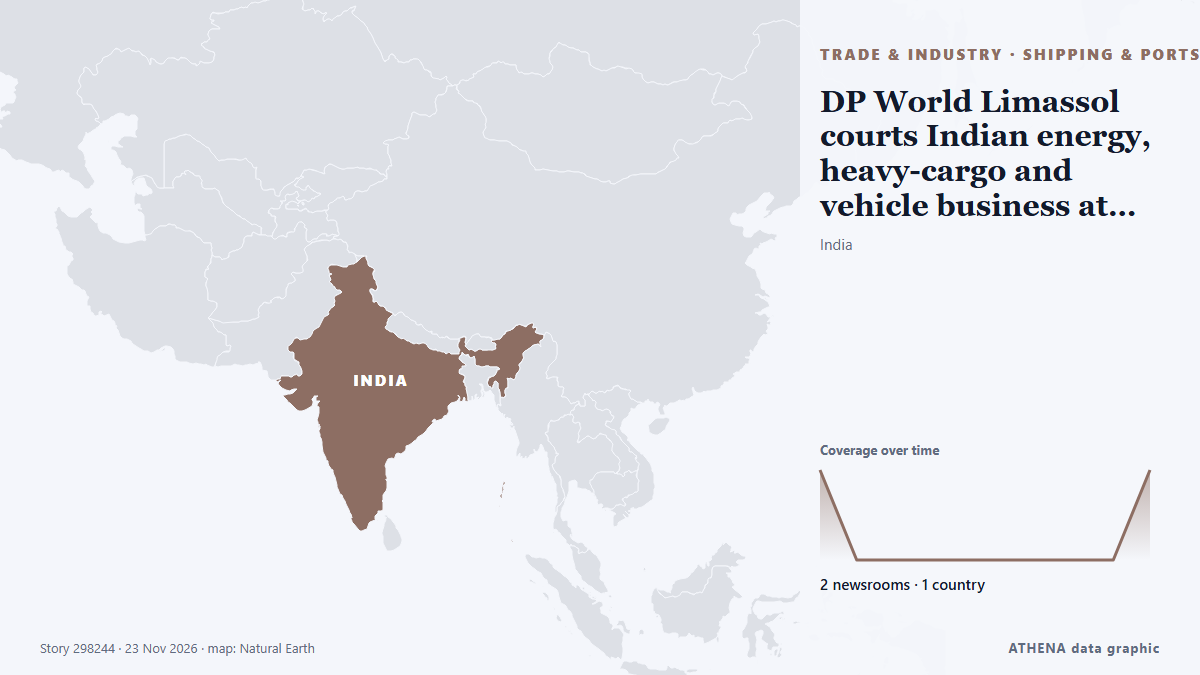 TRADE & INDUSTRY · SHIPPING & PORTS
DP World Limassol
courts Indian energy,
heavy-cargo and
vehicle business at...
India
INDIA
Coverage over time
2 newsrooms · 1 country
Story 298244 · 23 Nov 2026 · map: Natural Earth
ATHENA data graphic